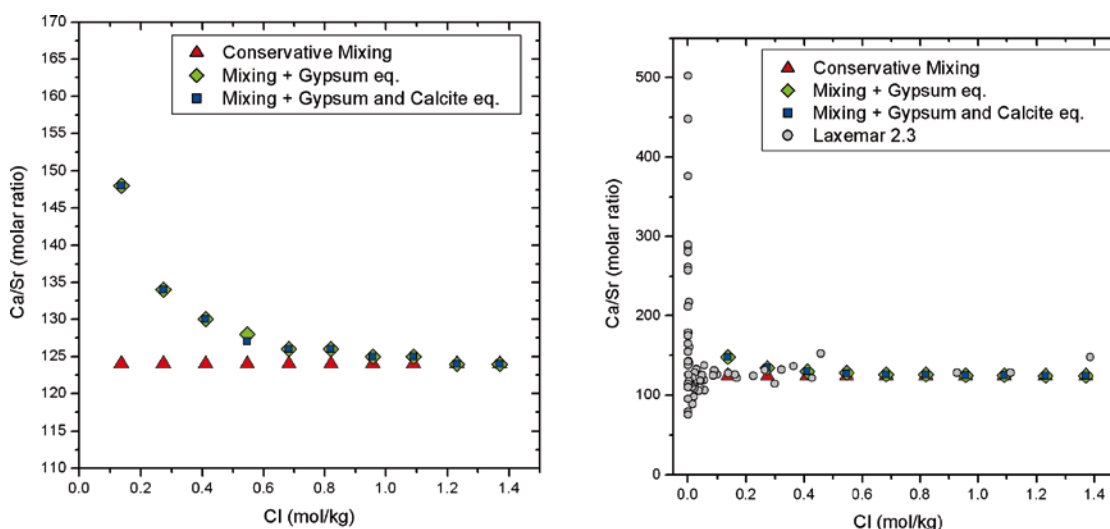 170
165
160
155
150
145
140
135
130
125
120
115
110
Ca/Sr (molar ratio)
Conservative Mixing
Mixing + Gypsum eq.
Mixing + Gypsum and Calcite eq.
0.0 0.2 0.4 0.6 0.8 1.0 1.2 1.4
Cl (mol/kg)
500
400
300
200
100
0
Ca/Sr (molar ratio)
Conservative Mixing
Mixing + Gypsum eq.
Mixing + Gypsum and Calcite eq.
Laxemar 2.3
0.0 0.2 0.4 0.6 0.8 1.0 1.2 1.4
Cl (mol/kg)